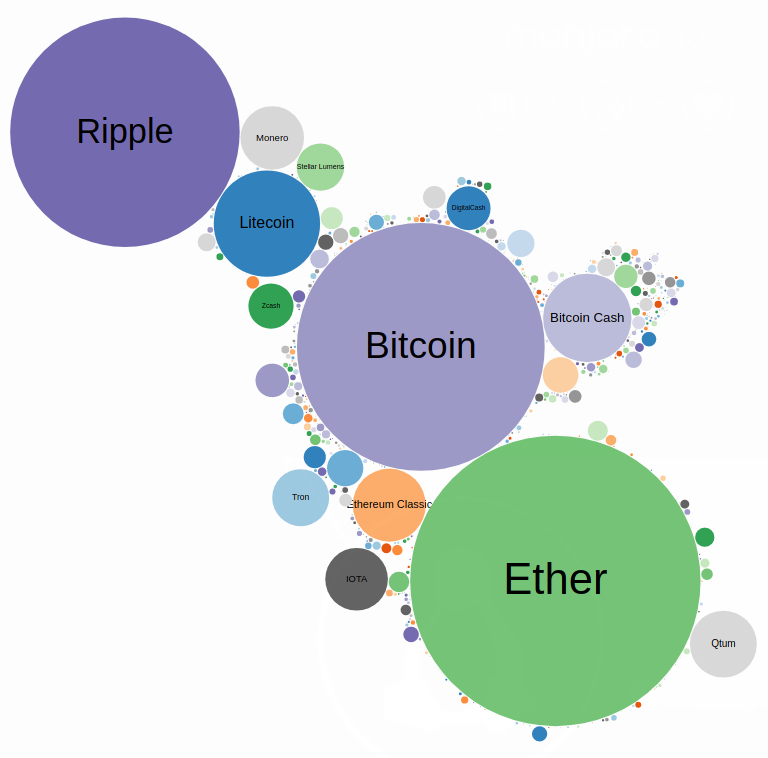 Ripple
Monero
Stellar Lumens
Litecoin
DigitalCash
Zcash
Bitcoin Cash
Bitcoin
Tron
Ethereum Classic
IOTA
Ether
Qtum